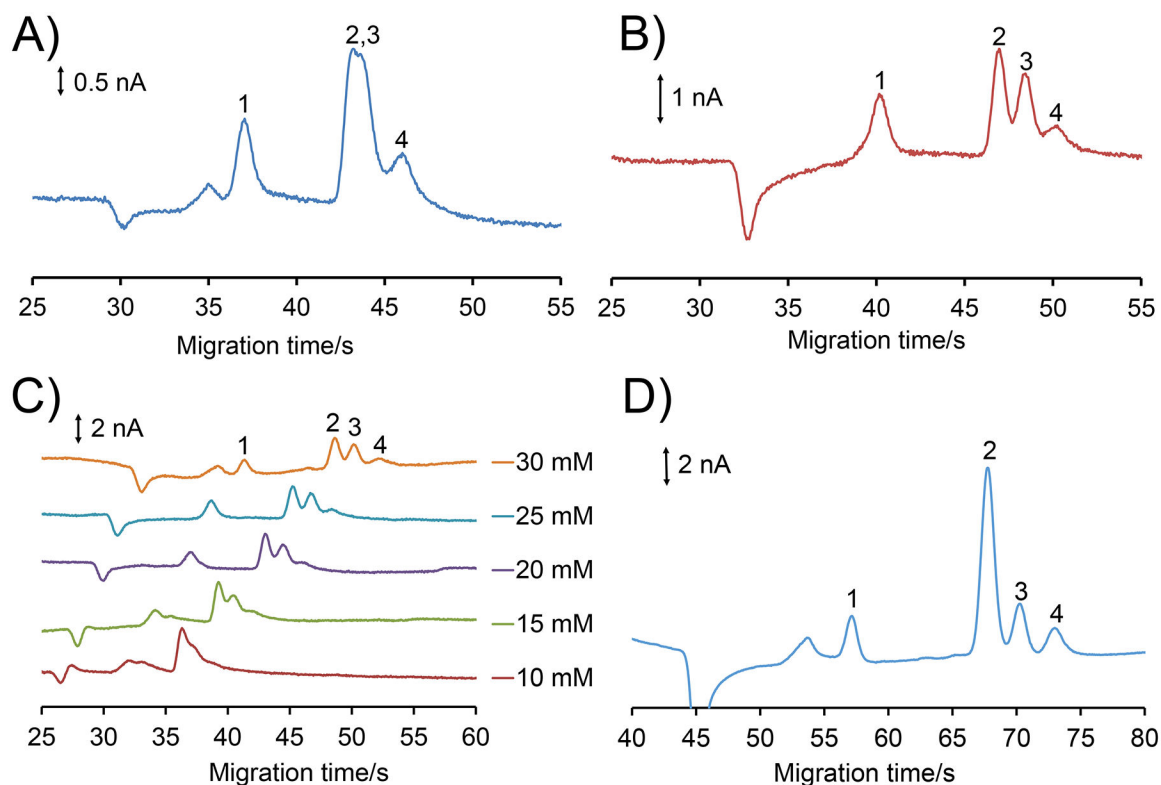 A)
0.5 nA
1
2,3
4
25 30 35 40 45 50 55
Migration time/s
B)
1 nA
1
2
3
4
25 30 35 40 45 50 55
Migration time/s
C)
2 nA
1
2
3
4
30 mM
25 mM
20 mM
15 mM
10 mM
25 30 35 40 45 50 55 60
Migration time/s
D)
2 nA
1
2
3
4
40 45 50 55 60 65 70 75 80
Migration time/s